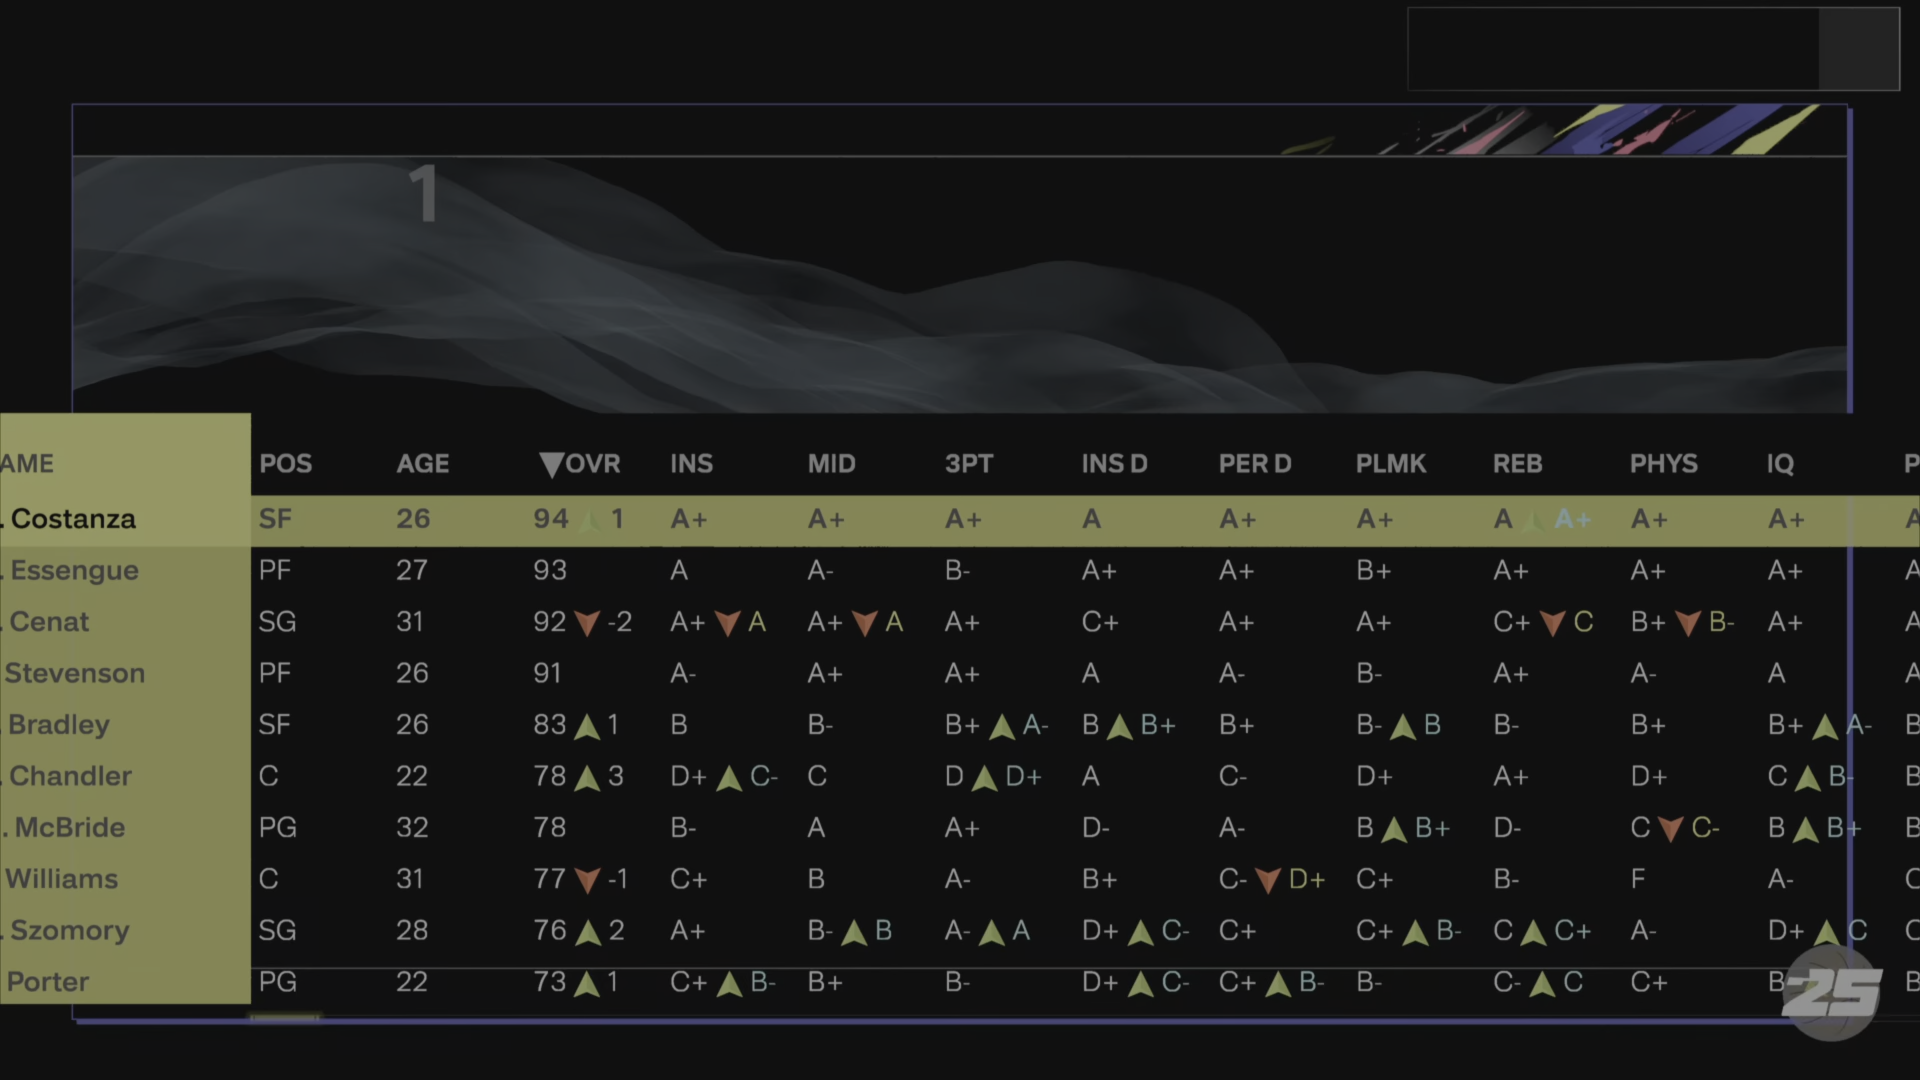 1
AME POS AGE ▼OVR INS MID 3PT INS D PER D PLMK REB PHYS IQ P
. Costanza SF 26 94 ▲ 1 A+ A+ A+ A A+ A+ A ▲ A+ A+ A+ A
. Essengue PF 27 93 A A- B- A+ A+ B+ A+ A+ A+ A
. Cenat SG 31 92 ▼ -2 A+ ▼ A A+ ▼ A A+ C+ A+ A+ C+ ▼ C B+ ▼ B- A+ A
Stevenson PF 26 91 A- A+ A+ A A- B- A+ A- A A
. Bradley SF 26 83 ▲ 1 B B- B+ ▲ A- B ▲ B+ B+ B- ▲ B B- B+ B+ ▲ A- B
. Chandler C 22 78 ▲ 3 D+ ▲ C- C D ▲ D+ A C- D+ A+ D+ C ▲ B- B
. McBride PG 32 78 B- A A+ D- A- B ▲ B+ D- C ▼ C- B ▲ B+ B
Williams C 31 77 ▼ -1 C+ B A- B+ C- ▼ D+ C+ B- F A- C
. Szomory SG 28 76 ▲ 2 A+ B- ▲ B A- ▲ A D+ ▲ C- C+ C+ ▲ B- C ▲ C+ A- D+ ▲ C C
Porter PG 22 73 ▲ 1 C+ ▲ B- B+ B- D+ ▲ C- C+ ▲ B- B- C- ▲ C C+ B B
25